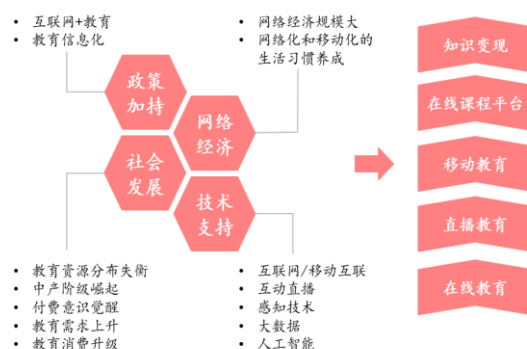 • 互联网+教育
• 教育信息化
• 网络经济规模大
• 网络化和移动化的
生活习惯养成
政策
加持
网络
经济
社会
发展
技术
支持
• 教育资源分布失衡
• 中产阶级崛起
• 付费意识觉醒
• 教育需求上升
• 教育消费升级
• 互联网/移动互联
• 互动直播
• 感知技术
• 大数据
• 人工智能
知识变现
在线课程平台
移动教育
直播教育
在线教育